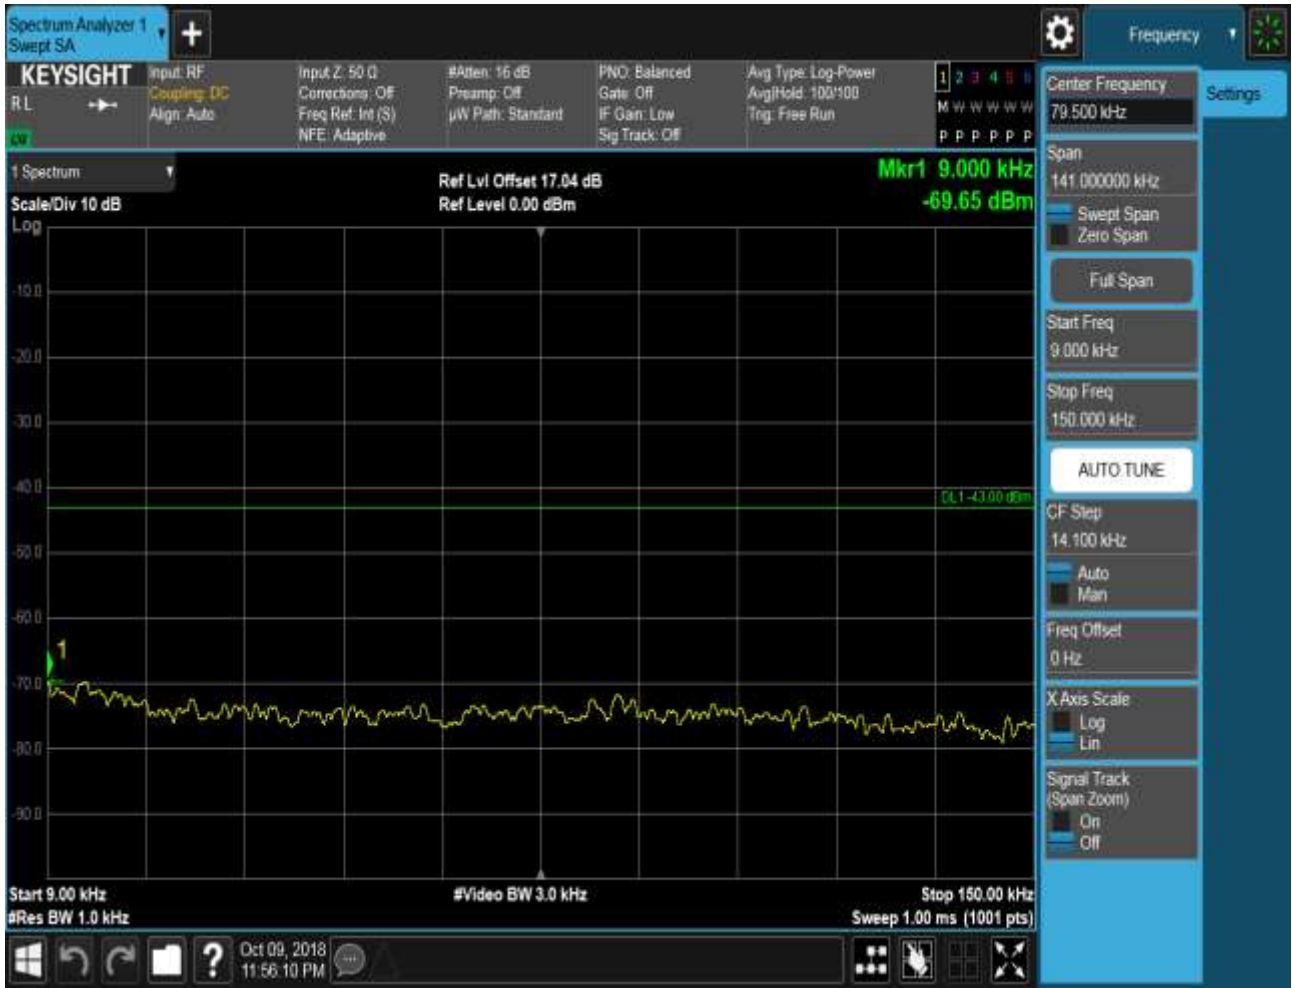 Spectrum Analyzer 1
Swept SA
Frequency
KEYSIGHT
RL
Input: RF
Coupling: DC
Align: Auto
Input Z: 50 Ω
Corrections: Off
Freq Ref: Int (S)
NFE: Adaptive
#Atten: 16 dB
Preamp: Off
µW Path: Standard
PNO: Balanced
Gate: Off
IF Gain: Low
Sig Track: Off
Avg Type: Log-Power
Avg|Hold: 100/100
Trig: Free Run
1 2 3 4 5 6
M W W W W W
P P P P P P
1 Spectrum
Scale/Div 10 dB
Log
Ref Lvl Offset 17.04 dB
Ref Level 0.00 dBm
Mkr1 9.000 kHz
-69.65 dBm
-10.0
-20.0
-30.0
-40.0
-50.0
-60.0
-70.0
-80.0
-90.0
DL1 -43.00 dBm
1
Start 9.00 kHz
#Res BW 1.0 kHz
#Video BW 3.0 kHz
Stop 150.00 kHz
Sweep 1.00 ms (1001 pts)
Center Frequency
79.500 kHz
Settings
Span
141.000000 kHz
Swept Span
Zero Span
Full Span
Start Freq
9.000 kHz
Stop Freq
150.000 kHz
AUTO TUNE
CF Step
14.100 kHz
Auto
Man
Freq Offset
0 Hz
X Axis Scale
Log
Lin
Signal Track
(Span Zoom)
On
Off
?
Oct 09, 2018
11:56:10 PM